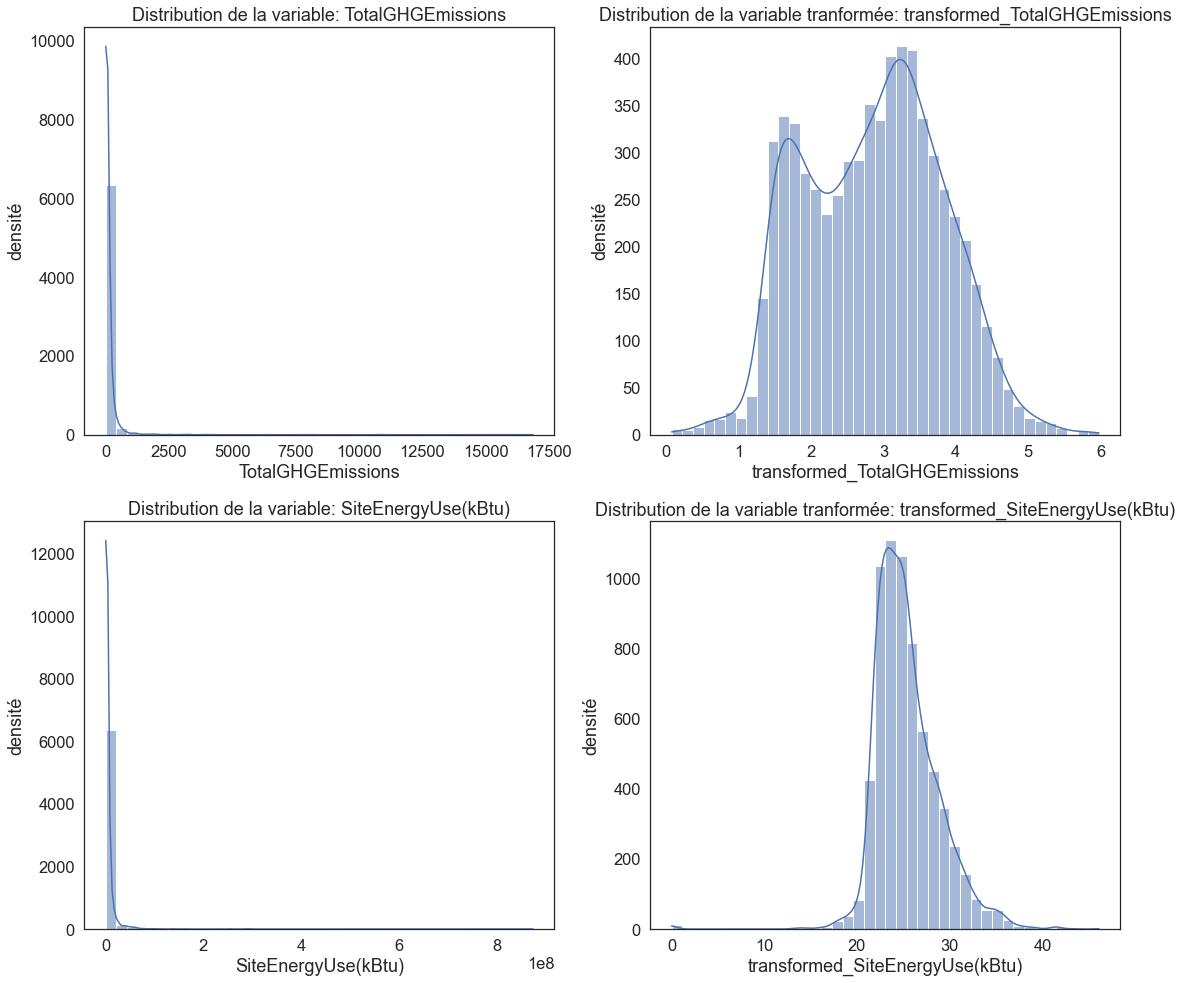 Distribution de la variable: TotalGHGEmissions
10000
8000
6000
4000
2000
0
densité
0 2500 5000 7500 10000 12500 15000 17500
TotalGHGEmissions
Distribution de la variable tranformée: transformed_TotalGHGEmissions
400
350
300
250
200
150
100
50
0
densité
0 1 2 3 4 5 6
transformed_TotalGHGEmissions
Distribution de la variable: SiteEnergyUse(kBtu)
12000
10000
8000
6000
4000
2000
0
densité
0 2 4 6 8
1e8
SiteEnergyUse(kBtu)
Distribution de la variable tranformée: transformed_SiteEnergyUse(kBtu)
1000
800
600
400
200
0
densité
0 10 20 30 40
transformed_SiteEnergyUse(kBtu)